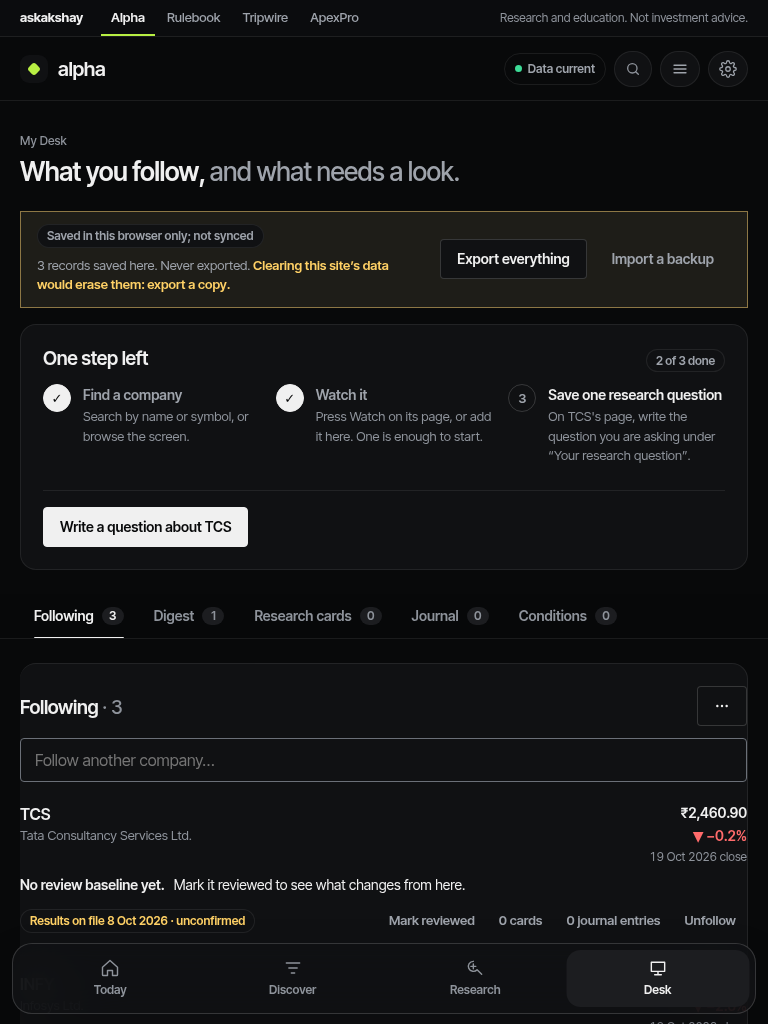 askakshay Alpha Rulebook Tripwire ApexPro Research and education. Not investment advice.
alpha Data current
My Desk
What you follow, and what needs a look.
Saved in this browser only; not synced
3 records saved here. Never exported. Clearing this site's data
would erase them: export a copy.
Export everything Import a backup
One step left 2 of 3 done
✓ Find a company
Search by name or symbol, or
browse the screen.
✓ Watch it
Press Watch on its page, or add
it here. One is enough to start.
3 Save one research question
On TCS's page, write the
question you are asking under
“Your research question”.
Write a question about TCS
Following 3 Digest 1 Research cards 0 Journal 0 Conditions 0
Following · 3 ...
Follow another company...
TCS ₹2,460.90
Tata Consultancy Services Ltd. ▼ −0.2%
19 Oct 2026 close
No review baseline yet. Mark it reviewed to see what changes from here.
Results on file 8 Oct 2026 · unconfirmed Mark reviewed 0 cards 0 journal entries Unfollow
Today Discover Research Desk